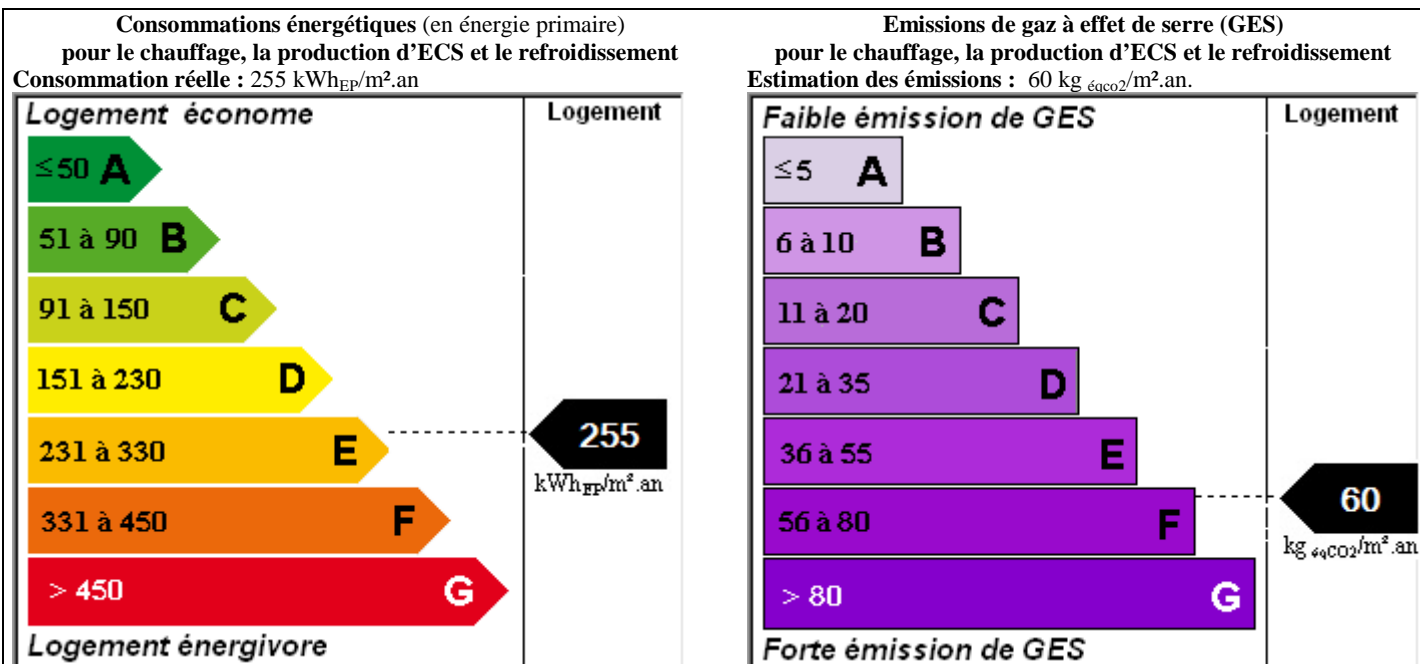 Consommations énergétiques (en énergie primaire)
pour le chauffage, la production d’ECS et le refroidissement
Consommation réelle : 255 kWhEP/m².an
Logement économe
Logement
≤50 A
51 à 90 B
91 à 150 C
151 à 230 D
231 à 330 E
255
kWhEP/m².an
331 à 450 F
> 450 G
Logement énergivore
Emissions de gaz à effet de serre (GES)
pour le chauffage, la production d’ECS et le refroidissement
Estimation des émissions : 60 kg éqco2/m².an.
Faible émission de GES
Logement
≤5 A
6 à 10 B
11 à 20 C
21 à 35 D
36 à 55 E
56 à 80 F
60
kg éqCO2/m².an
> 80 G
Forte émission de GES